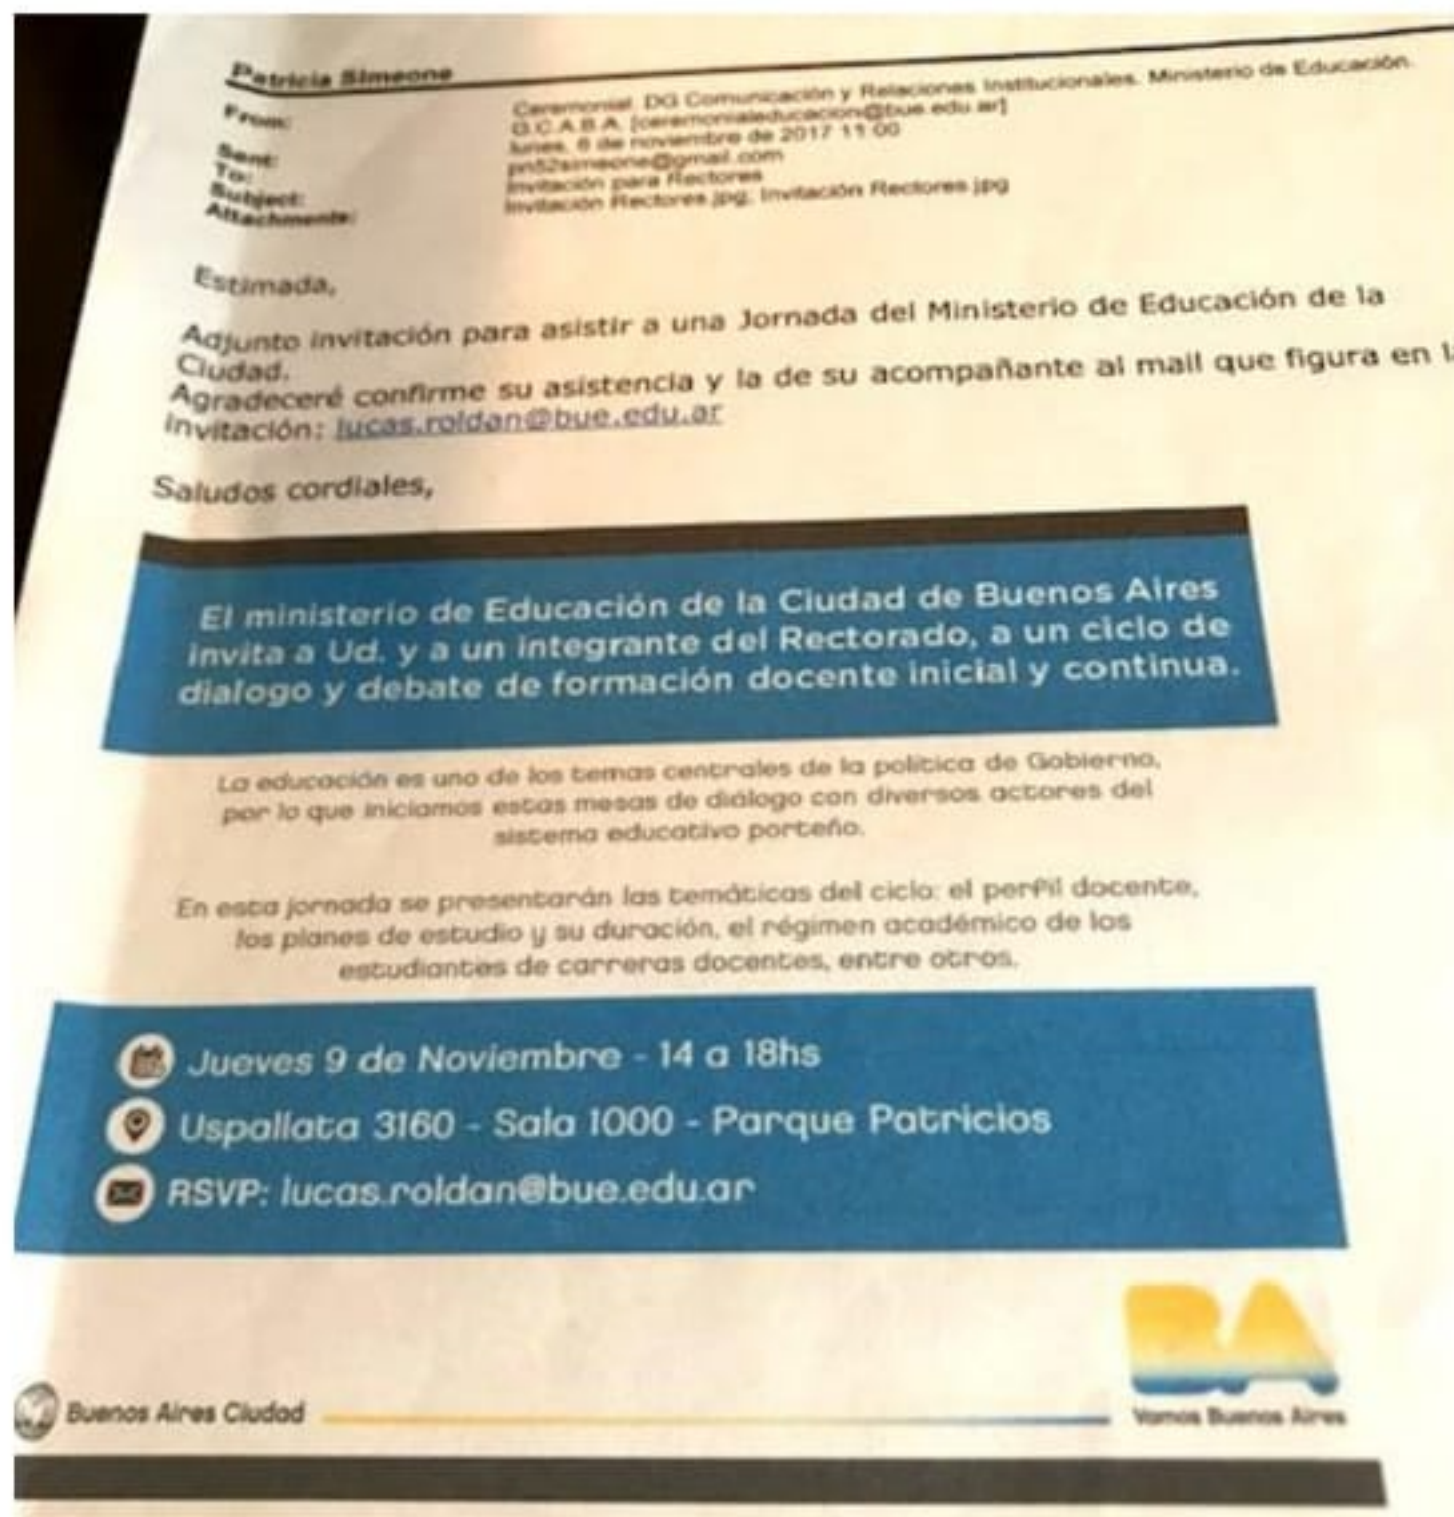 Patricia Simeone
From: Ceremonial. DG Comunicación y Relaciones Institucionales. Ministerio de Educación.
G.C.A.B.A. [ceremonialeducacion@bue.edu.ar]
Sent: lunes, 6 de noviembre de 2017 11:00
To: pn52simeone@gmail.com
Subject: Invitación para Rectores
Attachments: Invitación Rectores.jpg; Invitación Rectores.jpg
Estimada,
Adjunto invitación para asistir a una Jornada del Ministerio de Educación de la
Ciudad.
Agradeceré confirme su asistencia y la de su acompañante al mail que figura en la
invitación: lucas.roldan@bue.edu.ar
Saludos cordiales,
El ministerio de Educación de la Ciudad de Buenos Aires
invita a Ud. y a un integrante del Rectorado, a un ciclo de
dialogo y debate de formación docente inicial y continua.
La educación es uno de los temas centrales de la política de Gobierno,
por lo que iniciamos estas mesas de diálogo con diversos actores del
sistema educativo porteño.
En esta jornada se presentarán las temáticas del ciclo: el perfil docente,
los planes de estudio y su duración, el régimen académico de los
estudiantes de carreras docentes, entre otros.
Jueves 9 de Noviembre - 14 a 18hs
Uspallata 3160 - Sala 1000 - Parque Patricios
RSVP: lucas.roldan@bue.edu.ar
BA
Buenos Aires Ciudad
Vamos Buenos Aires